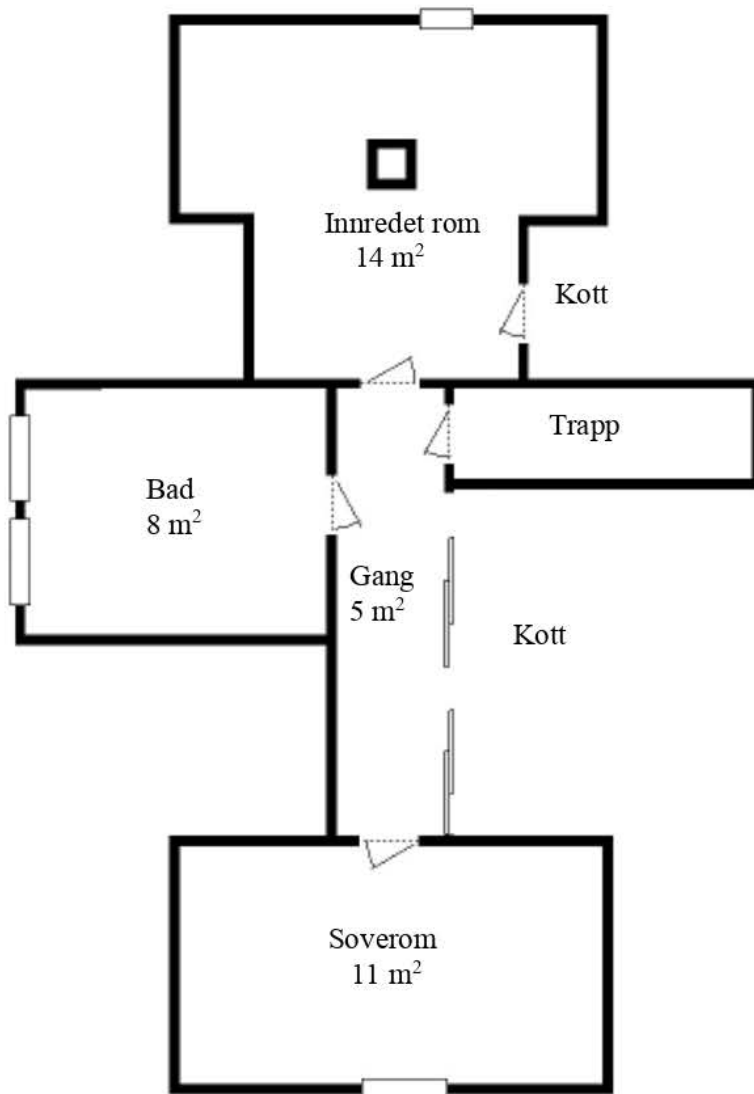 Innredet rom
14 m²
Kott
Trapp
Bad
8 m²
Gang
5 m²
Kott
Soverom
11 m²